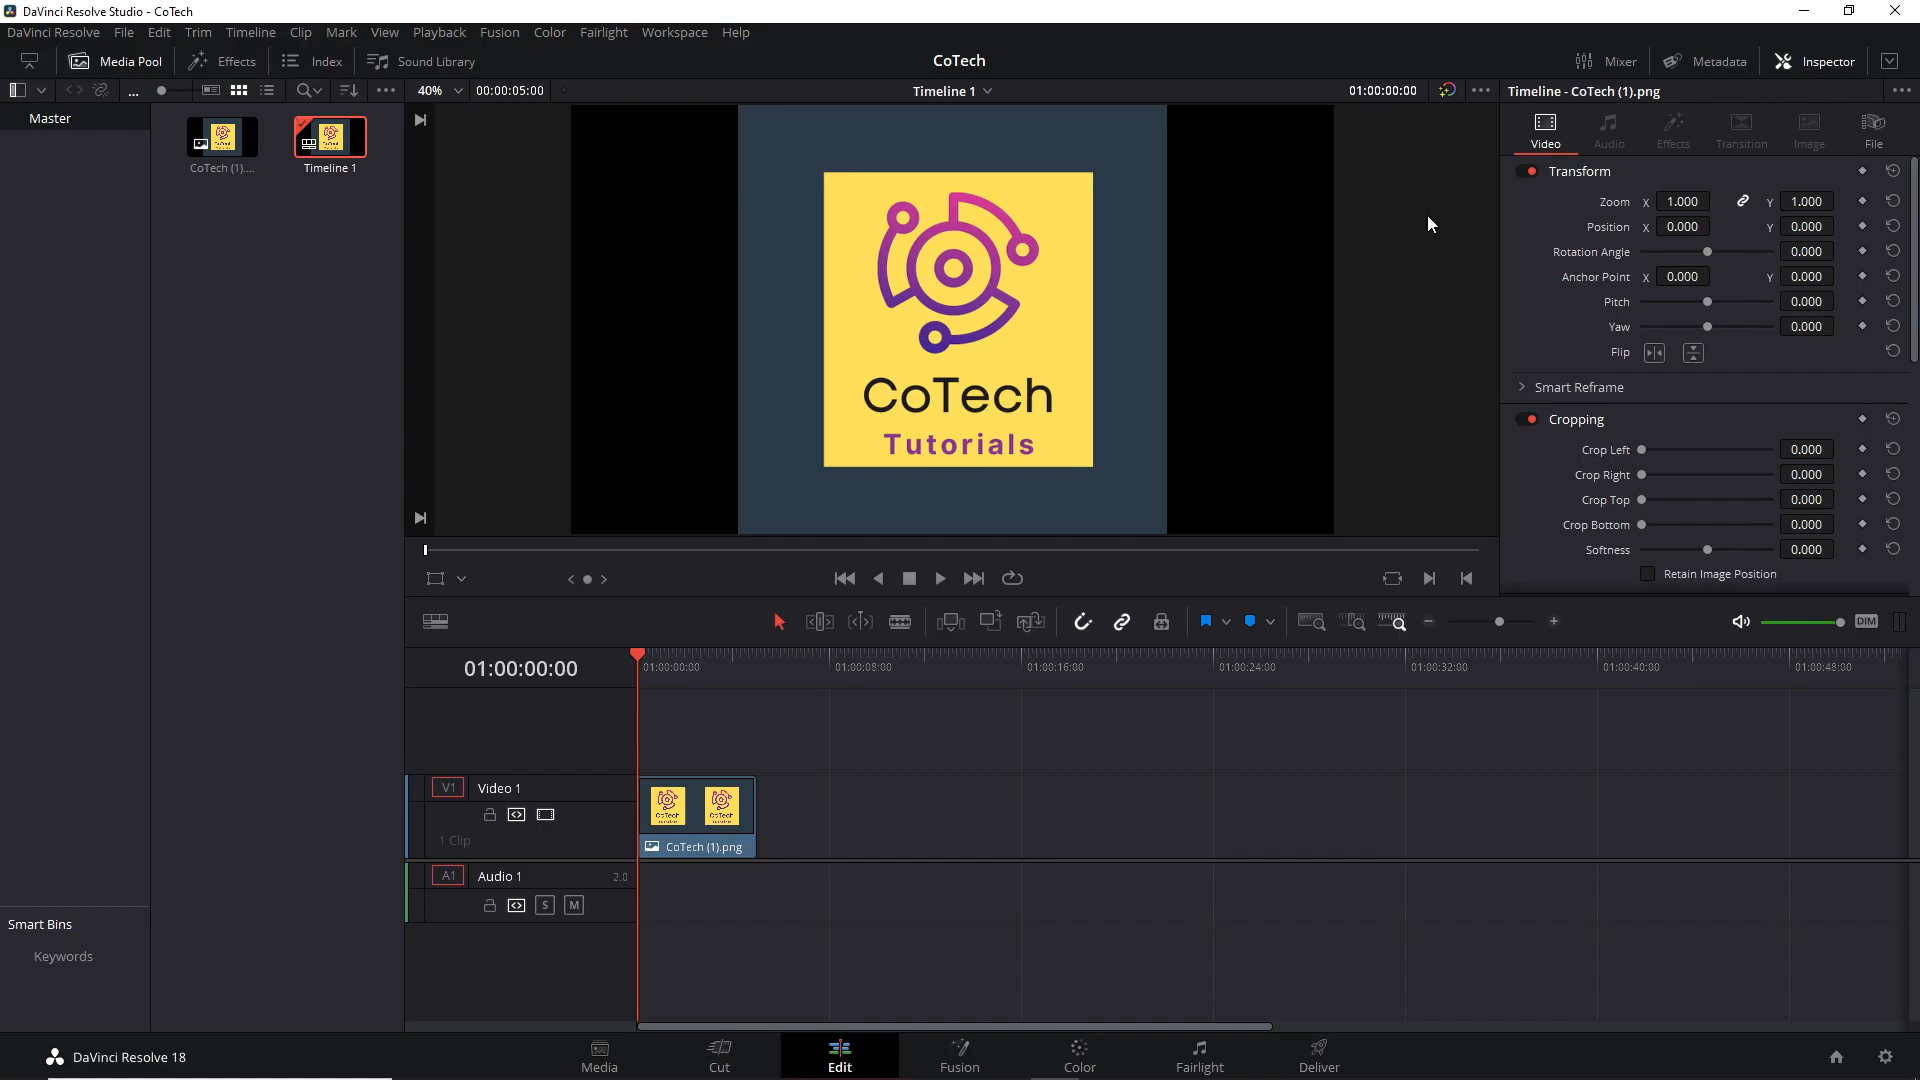 DaVinci Resolve Studio - CoTech
DaVinci Resolve File Edit Trim Timeline Clip Mark View Playback Fusion Color Fairlight Workspace Help
Media Pool Effects Index Sound Library CoTech Mixer Metadata Inspector
... 40% 00:00:05:00 Timeline 1 01:00:00:00 Timeline - CoTech (1).png
Master
CoTech (1)....
Timeline 1
CoTech
Tutorials
Video Audio Effects Transition Image File
Transform
Zoom X 1.000 Y 1.000
Position X 0.000 Y 0.000
Rotation Angle 0.000
Anchor Point X 0.000 Y 0.000
Pitch 0.000
Yaw 0.000
Flip
Smart Reframe
Cropping
Crop Left 0.000
Crop Right 0.000
Crop Top 0.000
Crop Bottom 0.000
Softness 0.000
Retain Image Position
DIM
01:00:00:00
01:00:00:00 01:00:08:00 01:00:16:00 01:00:24:00 01:00:32:00 01:00:40:00 01:00:48:00
V1 Video 1
1 Clip
CoTech CoTech
CoTech (1).png
A1 Audio 1 2.0
S M
Smart Bins
Keywords
DaVinci Resolve 18
Media Cut Edit Fusion Color Fairlight Deliver